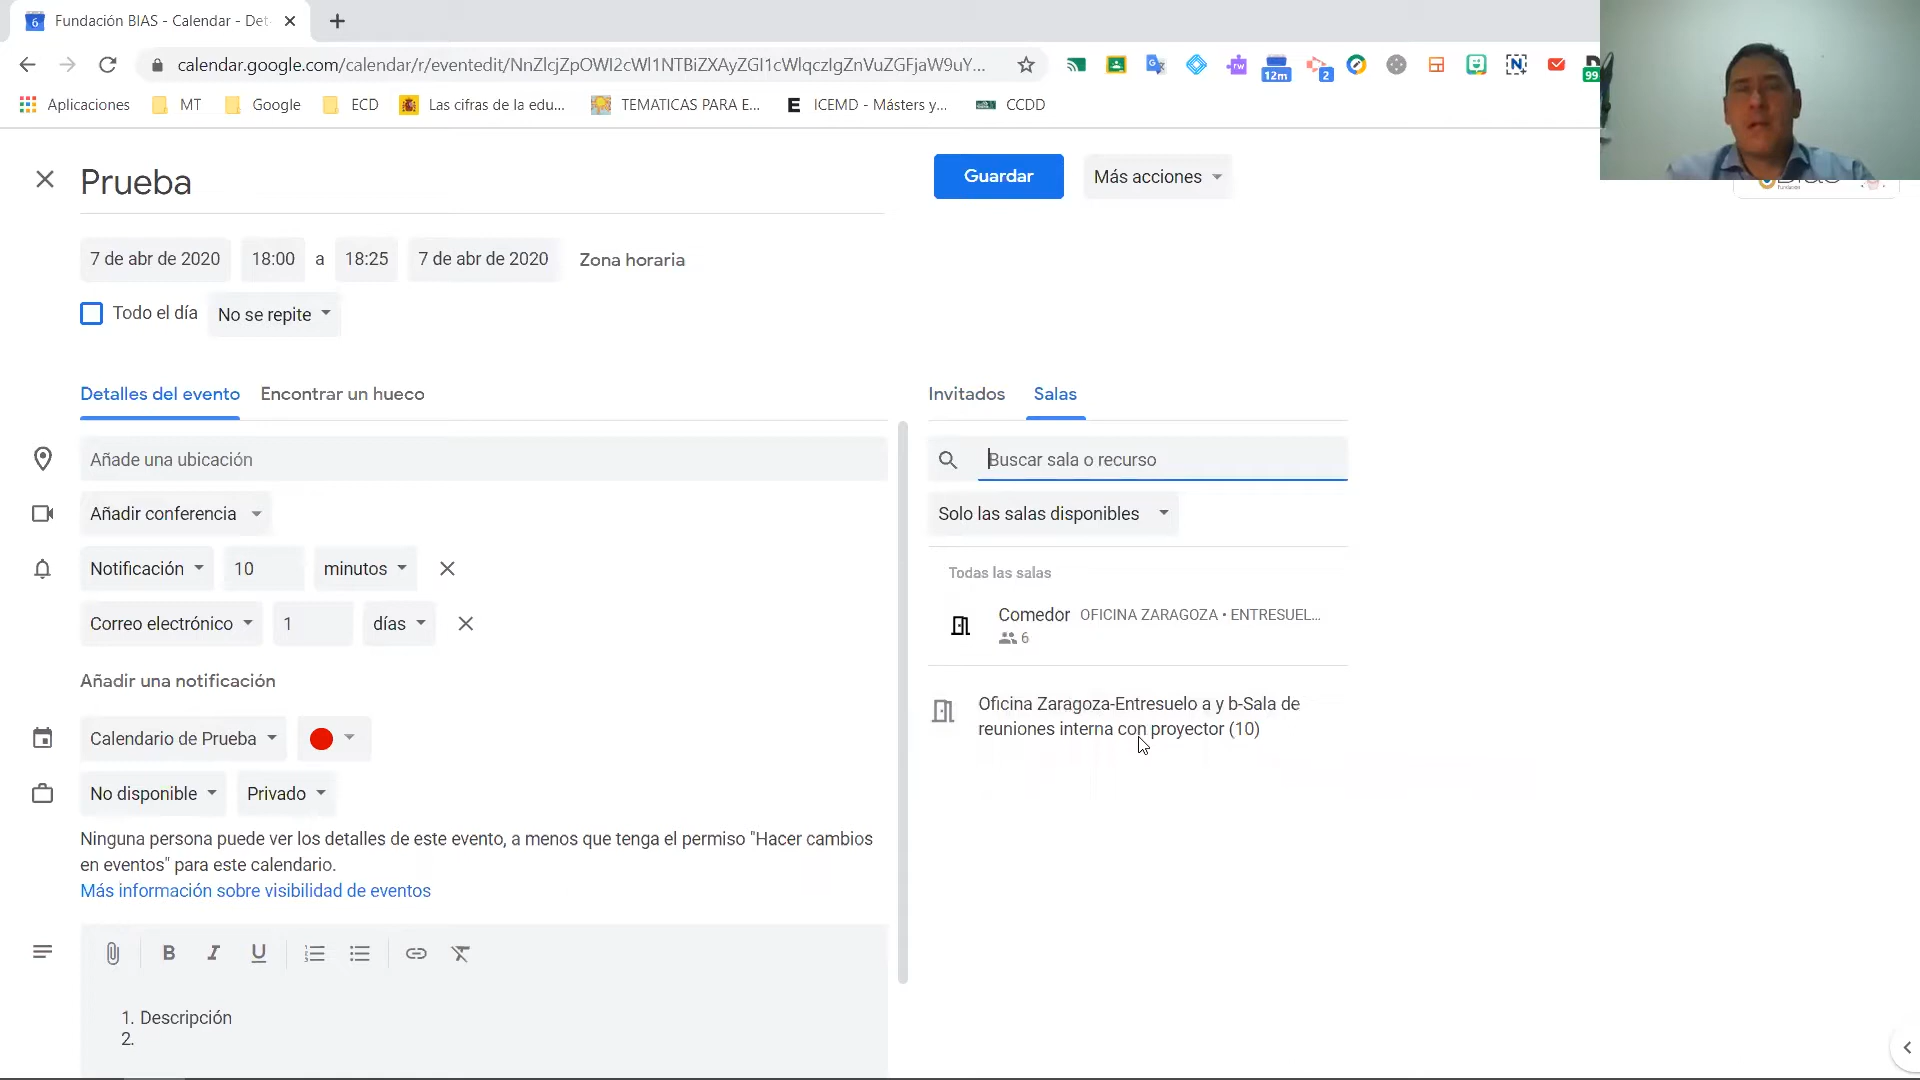 Fundación BIAS - Calendar - Det
calendar.google.com/calendar/r/eventedit/NnZlcjZpOWI2cWl1NTBiZXAyZGI1cWlqczIgZnVuZGFjaW9uY...
12m
2
99
Aplicaciones
MT
Google
ECD
Las cifras de la edu...
TEMATICAS PARA E...
ICEMD - Másters y...
CCDD
Prueba
Guardar
Más acciones
7 de abr de 2020
18:00
a
18:25
7 de abr de 2020
Zona horaria
Todo el día
No se repite
Detalles del evento
Encontrar un hueco
Invitados
Salas
Añade una ubicación
Buscar sala o recurso
Añadir conferencia
Solo las salas disponibles
Notificación
10
minutos
Todas las salas
Correo electrónico
1
días
Comedor OFICINA ZARAGOZA • ENTRESUEL...
6
Añadir una notificación
Oficina Zaragoza-Entresuelo a y b-Sala de
reuniones interna con proyector (10)
Calendario de Prueba
No disponible
Privado
Ninguna persona puede ver los detalles de este evento, a menos que tenga el permiso "Hacer cambios
en eventos" para este calendario.
Más información sobre visibilidad de eventos
B I U
1. Descripción
2.